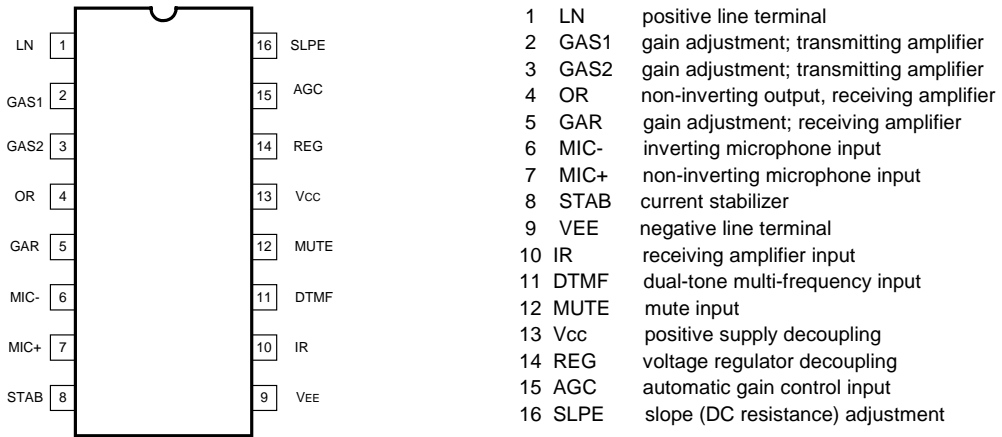 LN 1
GAS1 2
GAS2 3
OR 4
GAR 5
MIC- 6
MIC+ 7
STAB 8
16 SLPE
15 AGC
14 REG
13 Vcc
12 MUTE
11 DTMF
10 IR
9 VEE
1 LN positive line terminal
2 GAS1 gain adjustment; transmitting amplifier
3 GAS2 gain adjustment; transmitting amplifier
4 OR non-inverting output, receiving amplifier
5 GAR gain adjustment; receiving amplifier
6 MIC- inverting microphone input
7 MIC+ non-inverting microphone input
8 STAB current stabilizer
9 VEE negative line terminal
10 IR receiving amplifier input
11 DTMF dual-tone multi-frequency input
12 MUTE mute input
13 Vcc positive supply decoupling
14 REG voltage regulator decoupling
15 AGC automatic gain control input
16 SLPE slope (DC resistance) adjustment